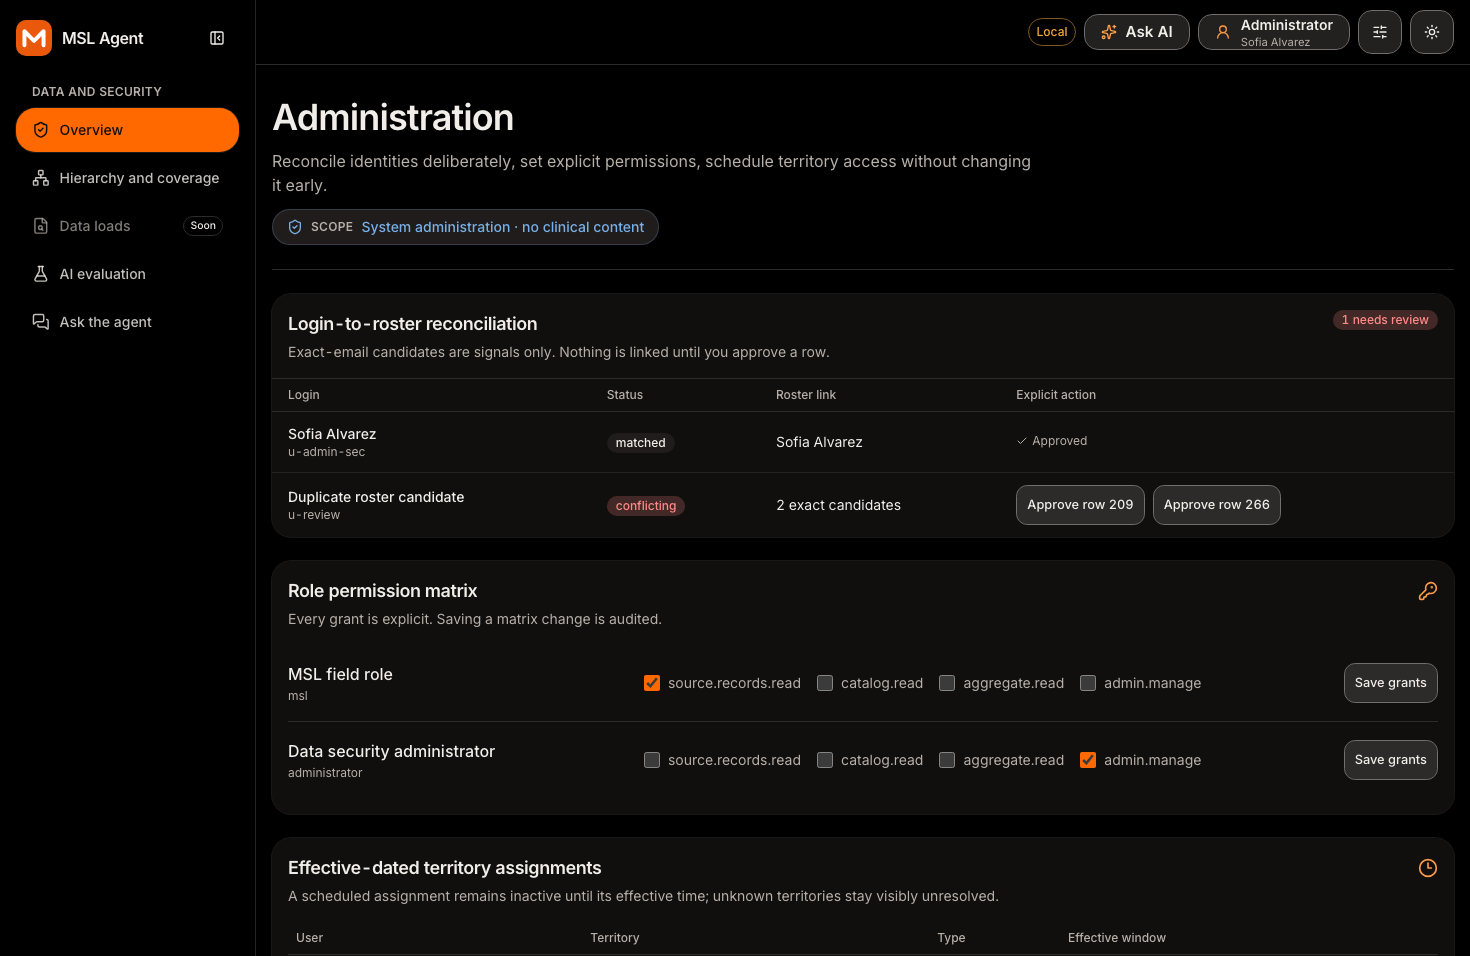 MSL Agent
Local
Ask AI
Administrator
Sofia Alvarez
DATA AND SECURITY
Overview
Hierarchy and coverage
Data loads
Soon
AI evaluation
Ask the agent
Administration
Reconcile identities deliberately, set explicit permissions, schedule territory access without changing
it early.
SCOPE System administration · no clinical content
Login-to-roster reconciliation
1 needs review
Exact-email candidates are signals only. Nothing is linked until you approve a row.
Login Status Roster link Explicit action
Sofia Alvarez
u-admin-sec
matched
Sofia Alvarez
Approved
Duplicate roster candidate
u-review
conflicting
2 exact candidates
Approve row 209
Approve row 266
Role permission matrix
Every grant is explicit. Saving a matrix change is audited.
MSL field role
msl
source.records.read catalog.read aggregate.read admin.manage
Save grants
Data security administrator
administrator
source.records.read catalog.read aggregate.read admin.manage
Save grants
Effective-dated territory assignments
A scheduled assignment remains inactive until its effective time; unknown territories stay visibly unresolved.
User Territory Type Effective window